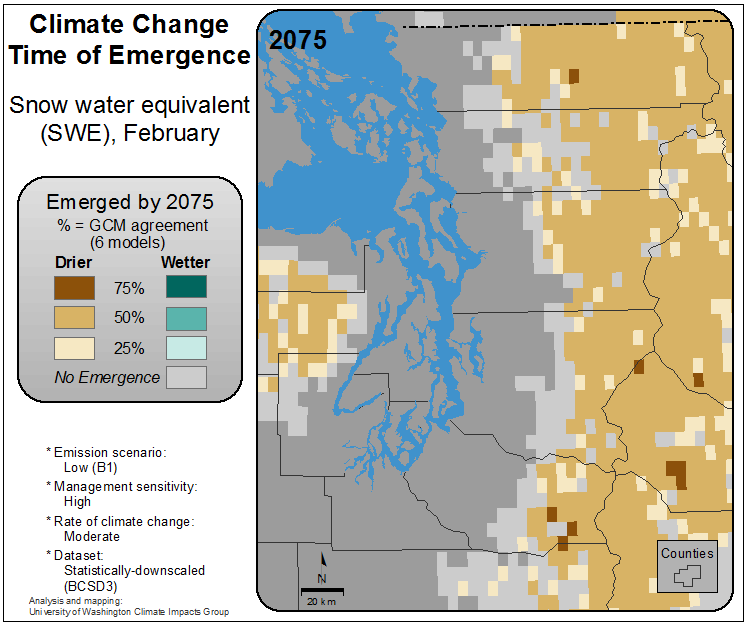 Climate Change
Time of Emergence
Snow water equivalent
(SWE), February
Emerged by 2075
% = GCM agreement
(6 models)
Drier Wetter
75%
50%
25%
No Emergence
* Emission scenario:
Low (B1)
* Management sensitivity:
High
* Rate of climate change:
Moderate
* Dataset:
Statistically-downscaled
(BCSD3)
Analysis and mapping:
University of Washington Climate Impacts Group
2075
N
20 km
Counties